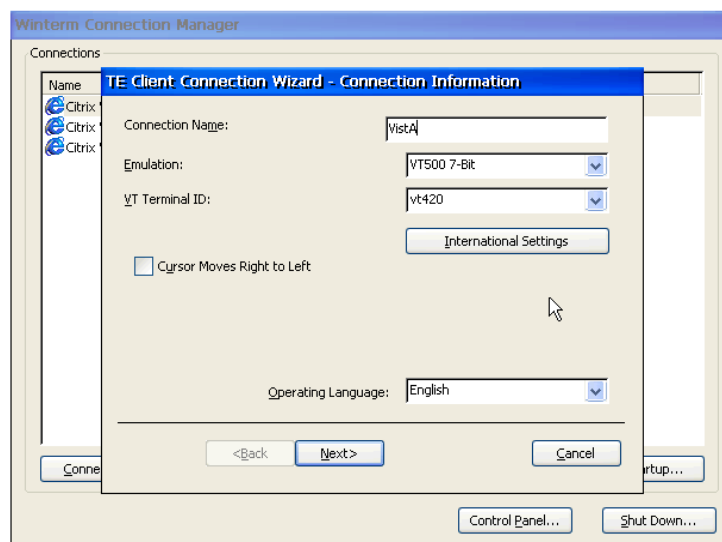 Winterm Connection Manager
Connections
Name
Citrix
Citrix
Citrix
TE Client Connection Wizard - Connection Information
Connection Name: VistA
Emulation: VT500 7-Bit
VT Terminal ID: vt420
International Settings
Cursor Moves Right to Left
Operating Language: English
<Back Next> Cancel
Conne rtup...
Control Panel... Shut Down...